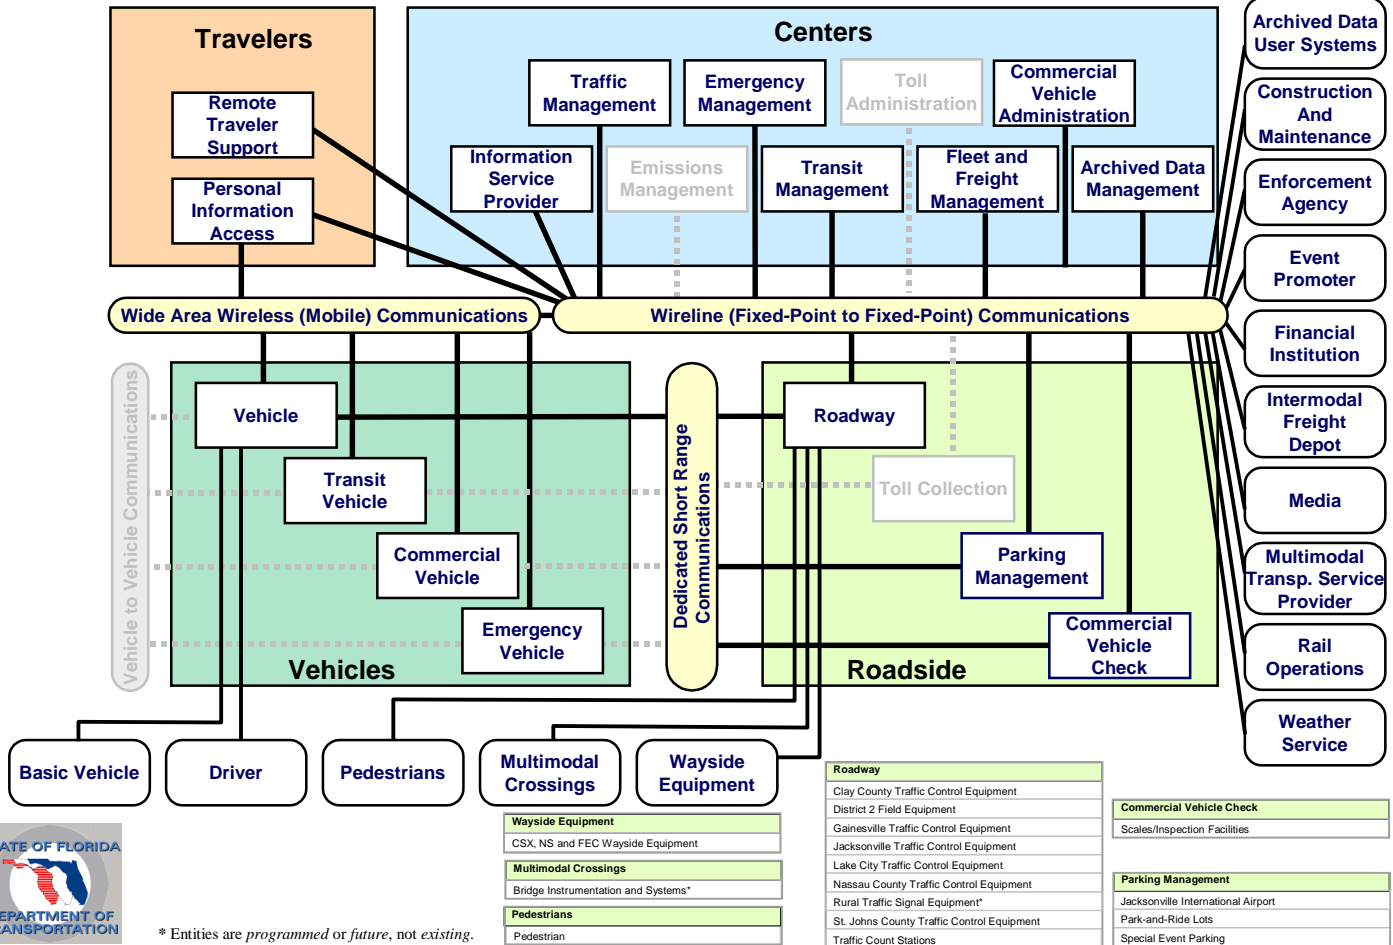 Travelers
Remote
Traveler
Support
Personal
Information
Access
Centers
Traffic
Management
Emergency
Management
Toll
Administration
Commercial
Vehicle
Administration
Information
Service
Provider
Emissions
Management
Transit
Management
Fleet and
Freight
Management
Archived Data
Management
Wide Area Wireless (Mobile) Communications
Wireline (Fixed-Point to Fixed-Point) Communications
Vehicle to Vehicle Communications
Vehicle
Transit
Vehicle
Commercial
Vehicle
Emergency
Vehicle
Vehicles
Dedicated Short Range
Communications
Roadway
Toll Collection
Parking
Management
Commercial
Vehicle
Check
Roadside
Archived Data
User Systems
Construction
And
Maintenance
Enforcement
Agency
Event
Promoter
Financial
Institution
Intermodal
Freight
Depot
Media
Multimodal
Transp. Service
Provider
Rail
Operations
Weather
Service
Basic Vehicle
Driver
Pedestrians
Multimodal
Crossings
Wayside
Equipment
ATE OF FLORIDA
EPARTMENT OF
ANSPORTATION
* Entities are programmed or future, not existing.
Wayside Equipment
CSX, NS and FEC Wayside Equipment
Multimodal Crossings
Bridge Instrumentation and Systems*
Pedestrians
Pedestrian
Roadway
Clay County Traffic Control Equipment
District 2 Field Equipment
Gainesville Traffic Control Equipment
Jacksonville Traffic Control Equipment
Lake City Traffic Control Equipment
Nassau County Traffic Control Equipment
Rural Traffic Signal Equipment*
St. Johns County Traffic Control Equipment
Traffic Count Stations
Commercial Vehicle Check
Scales/Inspection Facilities
Parking Management
Jacksonville International Airport
Park-and-Ride Lots
Special Event Parking